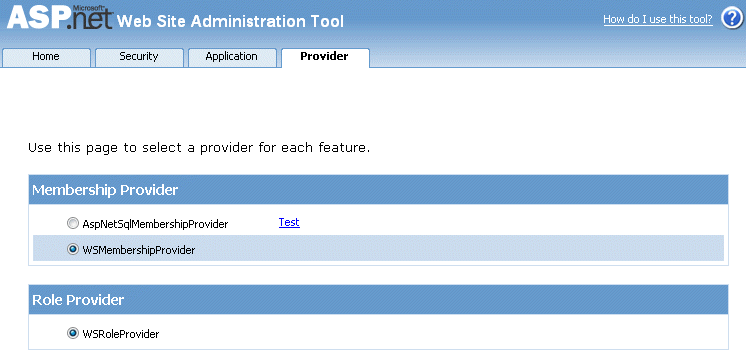 Microsoft
ASP.net Web Site Administration Tool
How do I use this tool? ?
Home Security Application Provider
Use this page to select a provider for each feature.
Membership Provider
AspNetSqlMembershipProvider Test
WSMembershipProvider
Role Provider
WSRoleProvider